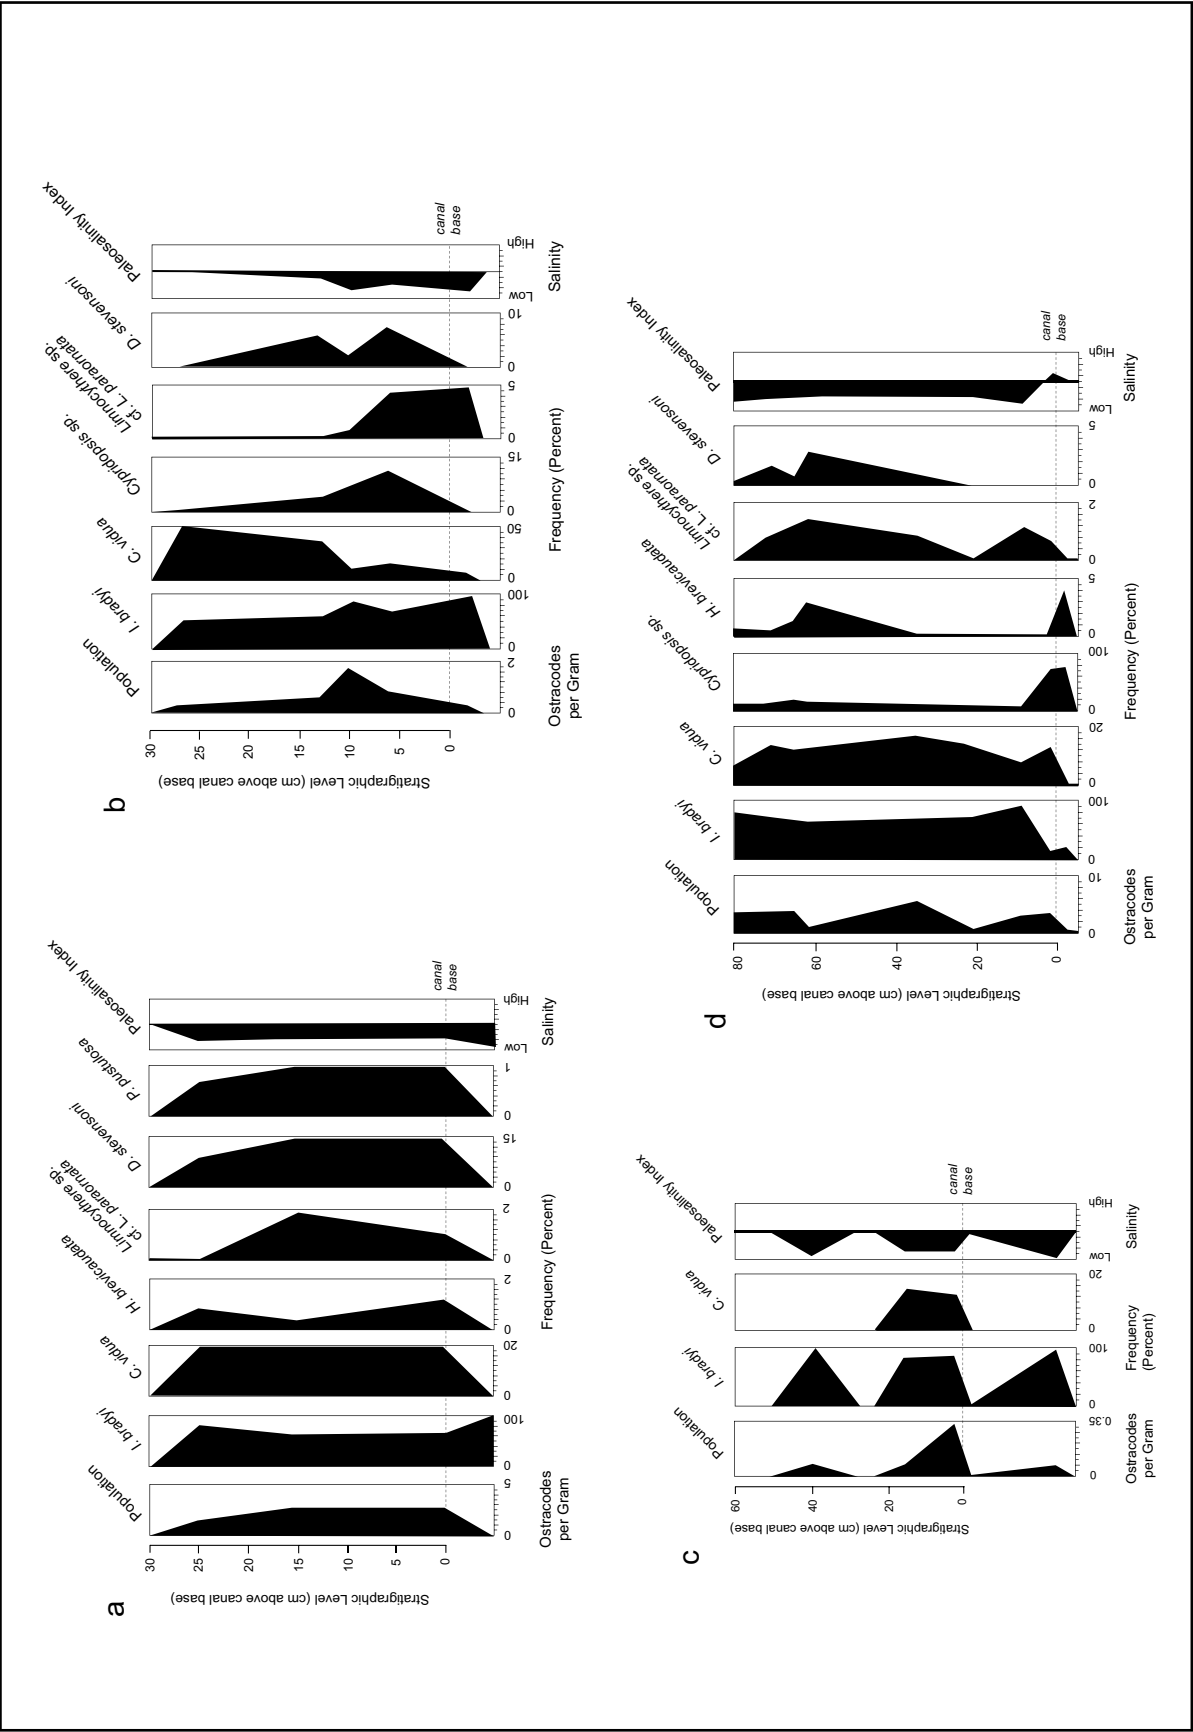 a
Population
I. bradyi
C. vidua
H. brevicaudata
Limnocythere sp.
cf. L. paraornata
D. stevensoni
P. pustulosa
Paleosalinity Index
Stratigraphic Level (cm above canal base)
30
25
20
15
10
5
0
canal
base
0 5
0 100
0 20
0 2
0 2
0 15
0 1
Low High
Ostracodes
per Gram
Frequency (Percent)
Salinity
b
Population
I. bradyi
C. vidua
Cypridopsis sp.
Limnocythere sp.
cf. L. paraornata
D. stevensoni
Paleosalinity Index
Stratigraphic Level (cm above canal base)
30
25
20
15
10
5
0
canal
base
0 2
0 100
0 50
0 15
0 5
0 10
Low High
Ostracodes
per Gram
Frequency (Percent)
Salinity
c
Population
I. bradyi
C. vidua
Paleosalinity Index
Stratigraphic Level (cm above canal base)
60
40
20
0
canal
base
0 0.35
0 100
0 20
Low High
Ostracodes
per Gram
Frequency
(Percent)
Salinity
d
Population
I. bradyi
C. vidua
Cypridopsis sp.
H. brevicaudata
Limnocythere sp.
cf. L. paraornata
D. stevensoni
Paleosalinity Index
Stratigraphic Level (cm above canal base)
80
60
40
20
0
canal
base
0 10
0 100
0 20
0 100
0 5
0 2
0 5
Low High
Ostracodes
per Gram
Frequency (Percent)
Salinity